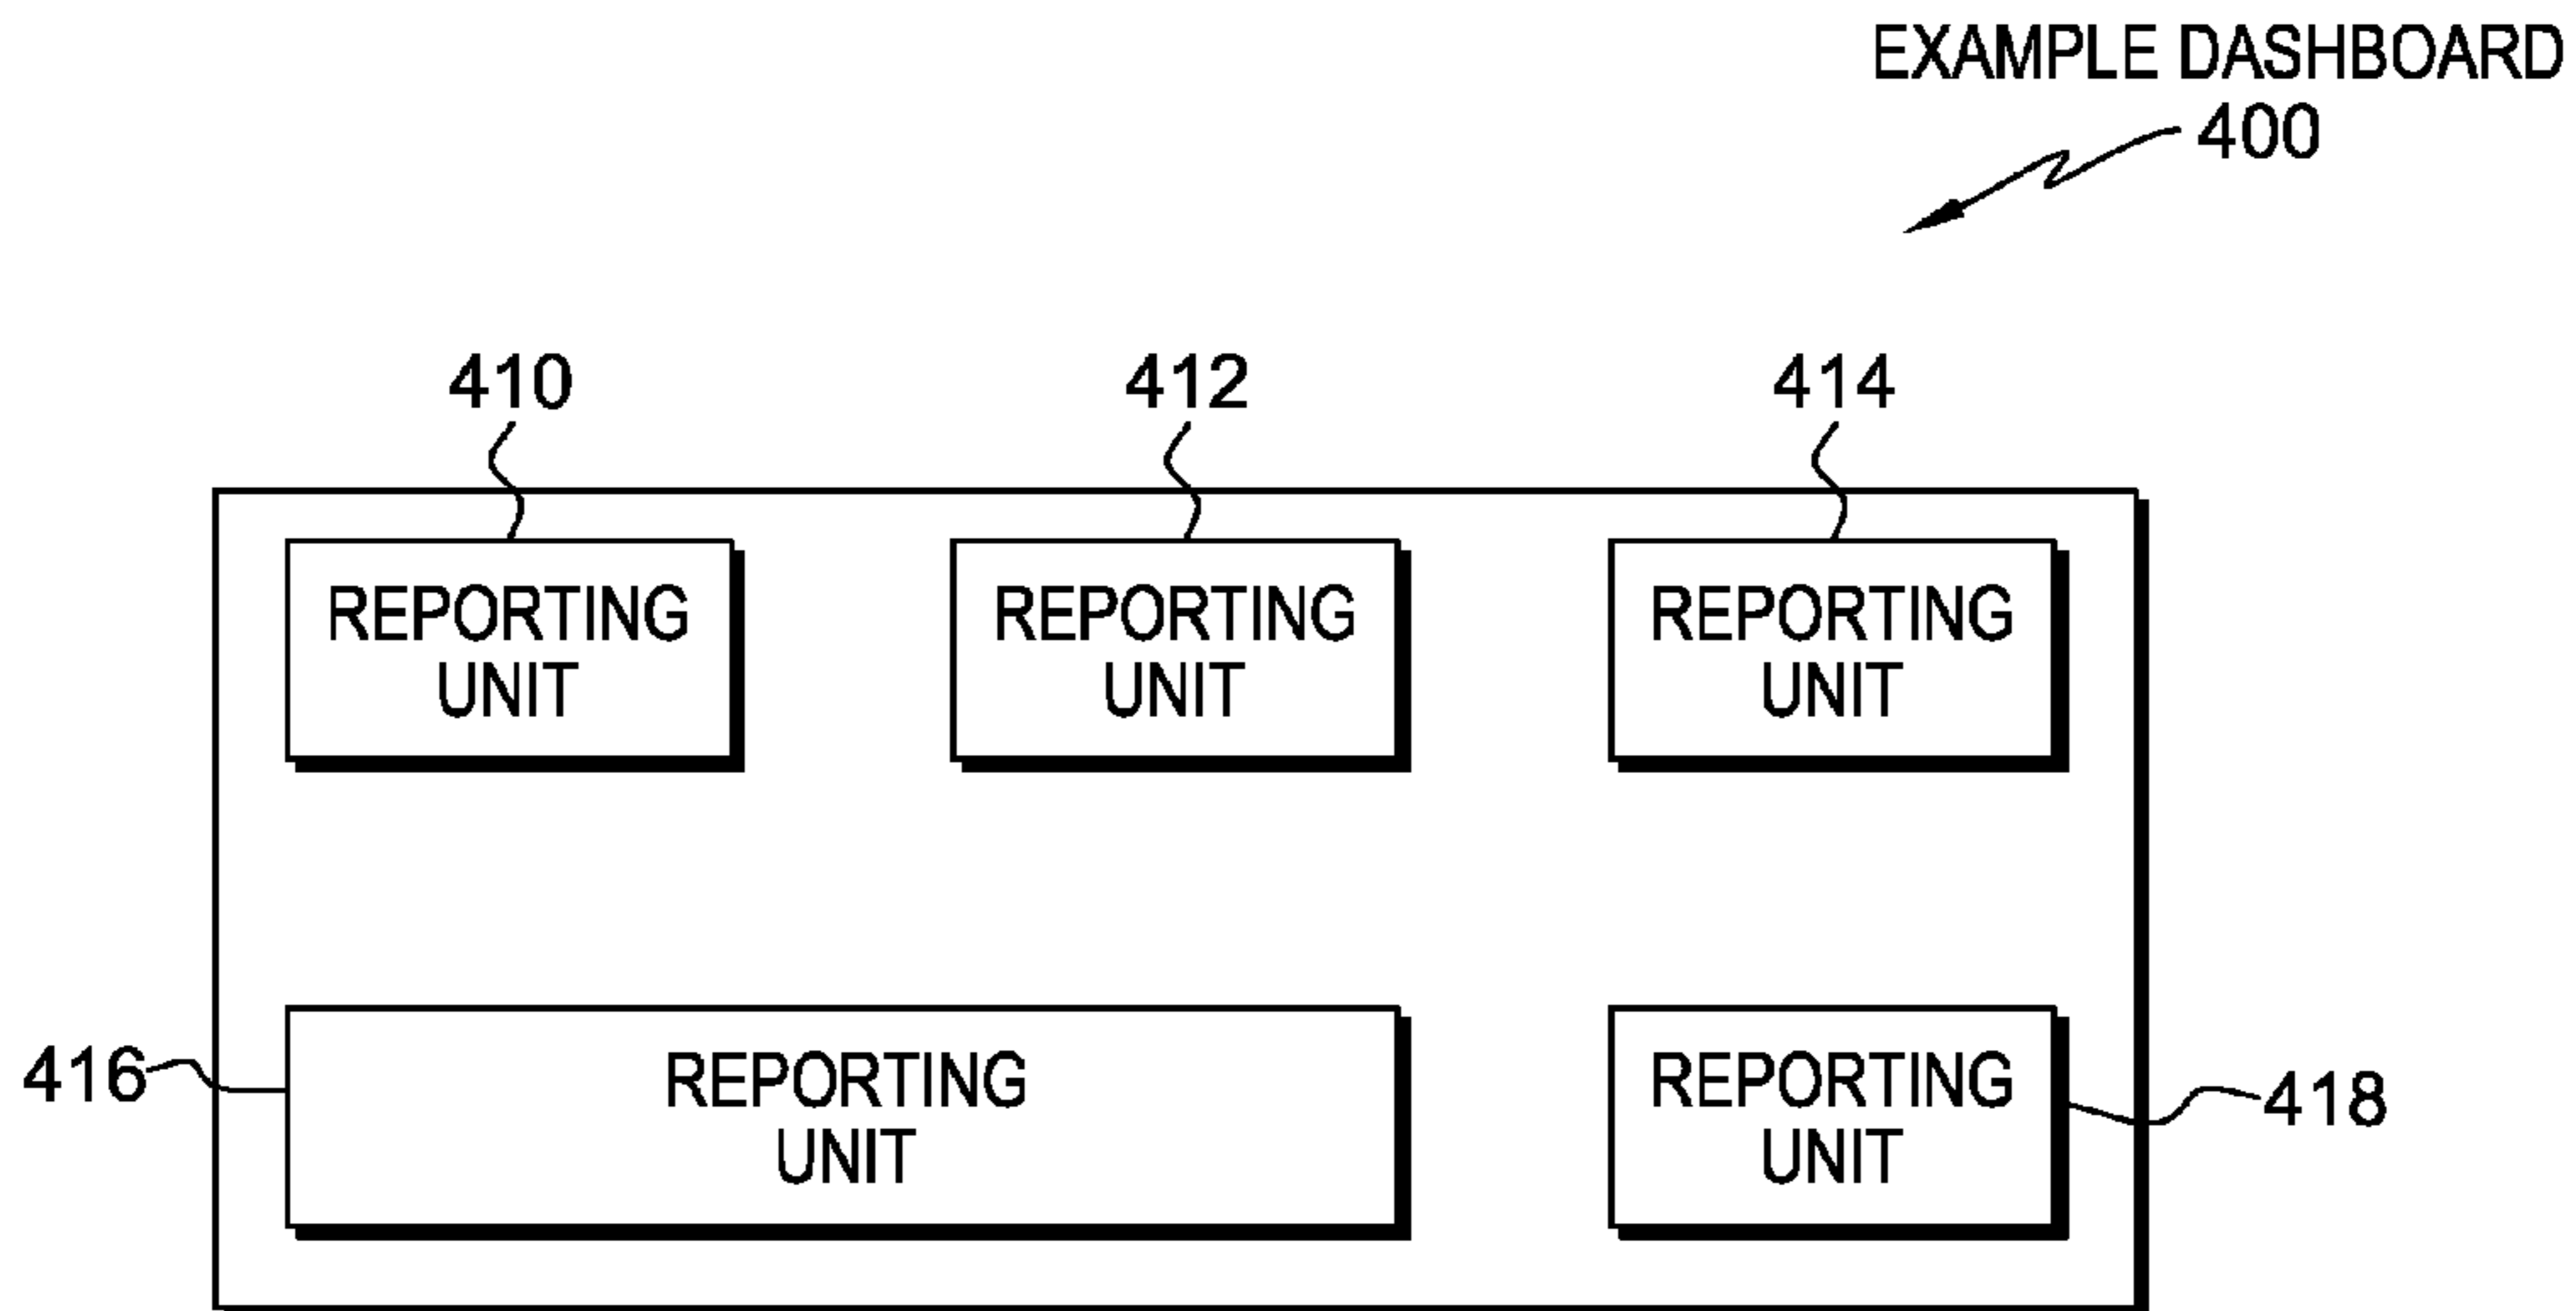 EXAMPLE DASHBOARD
400
410
412
414
REPORTING
UNIT
REPORTING
UNIT
REPORTING
UNIT
416
REPORTING
UNIT
REPORTING
UNIT
418